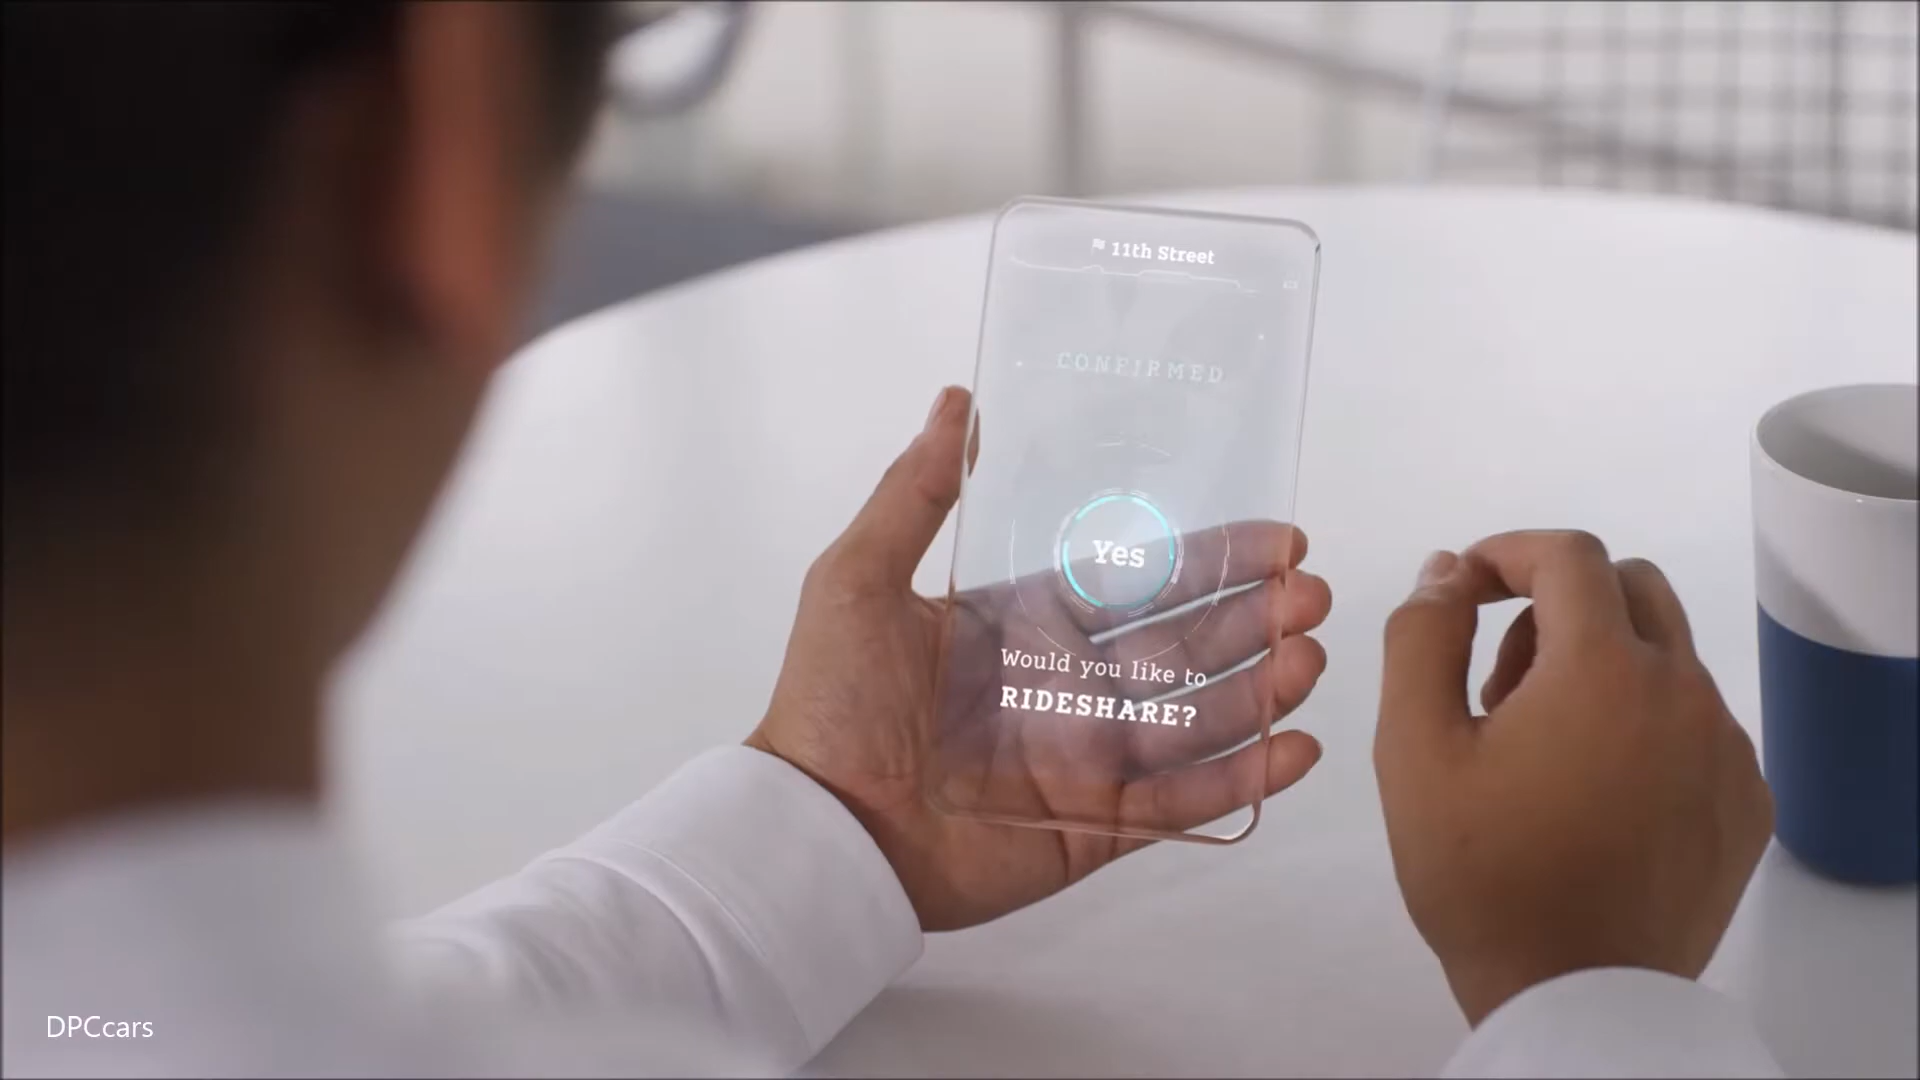 11th Street
CONFIRMED
Yes
Would you like to
RIDESHARE?
DPCcars